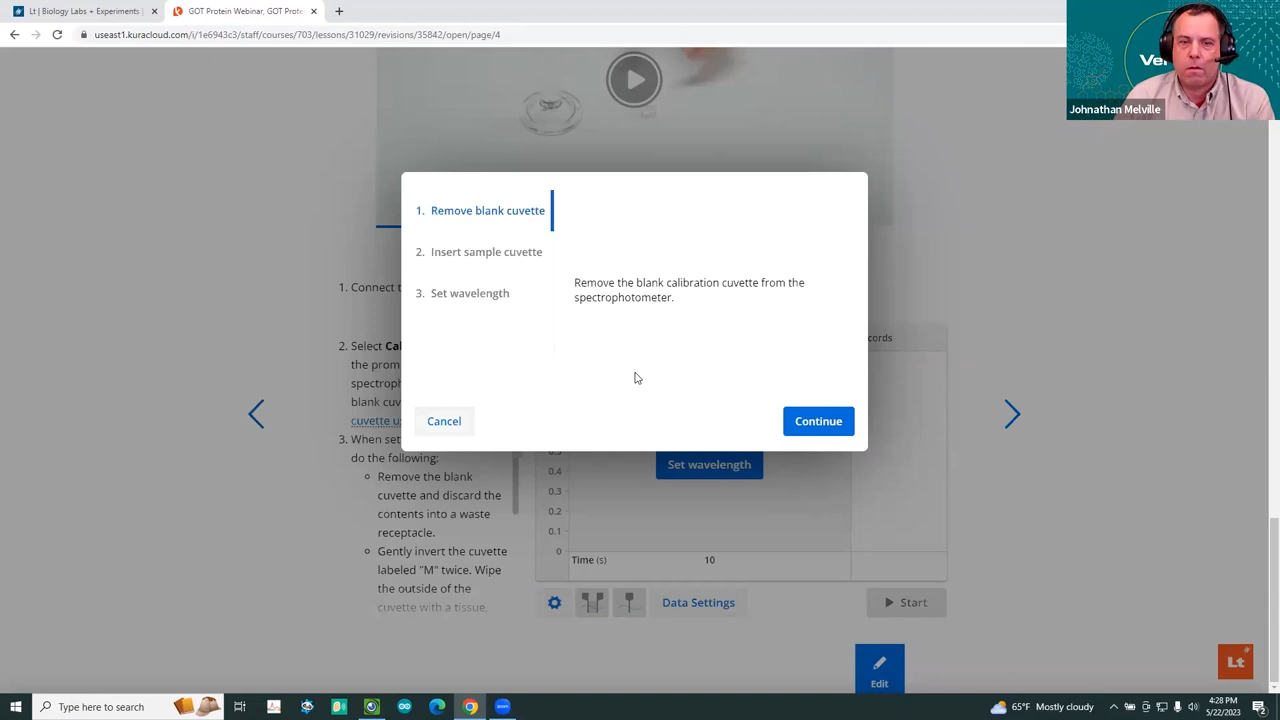 Lt | Biology Labs + Experiments
GOT Protein Webinar, GOT Prote
useast1.kuracloud.com/i/1e6943c3/staff/courses/703/lessons/31029/revisions/35842/open/page/4
Ver
Johnathan Melville
1. Remove blank cuvette
2. Insert sample cuvette
3. Set wavelength
Remove the blank calibration cuvette from the
spectrophotometer.
Cancel
Continue
1. Connect t
2. Select Cal
the prom
spectroph
blank cuv
cuvette u
3. When set
do the following:
Remove the blank
cuvette and discard the
contents into a waste
receptacle.
Gently invert the cuvette
labeled "M" twice. Wipe
the outside of the
cuvette with a tissue,
cords
Set wavelength
0.5
0.4
0.3
0.2
0.1
0
Time (s)
10
Data Settings
Start
Edit
Lt
Type here to search
65°F Mostly cloudy
4:28 PM
5/22/2023
2